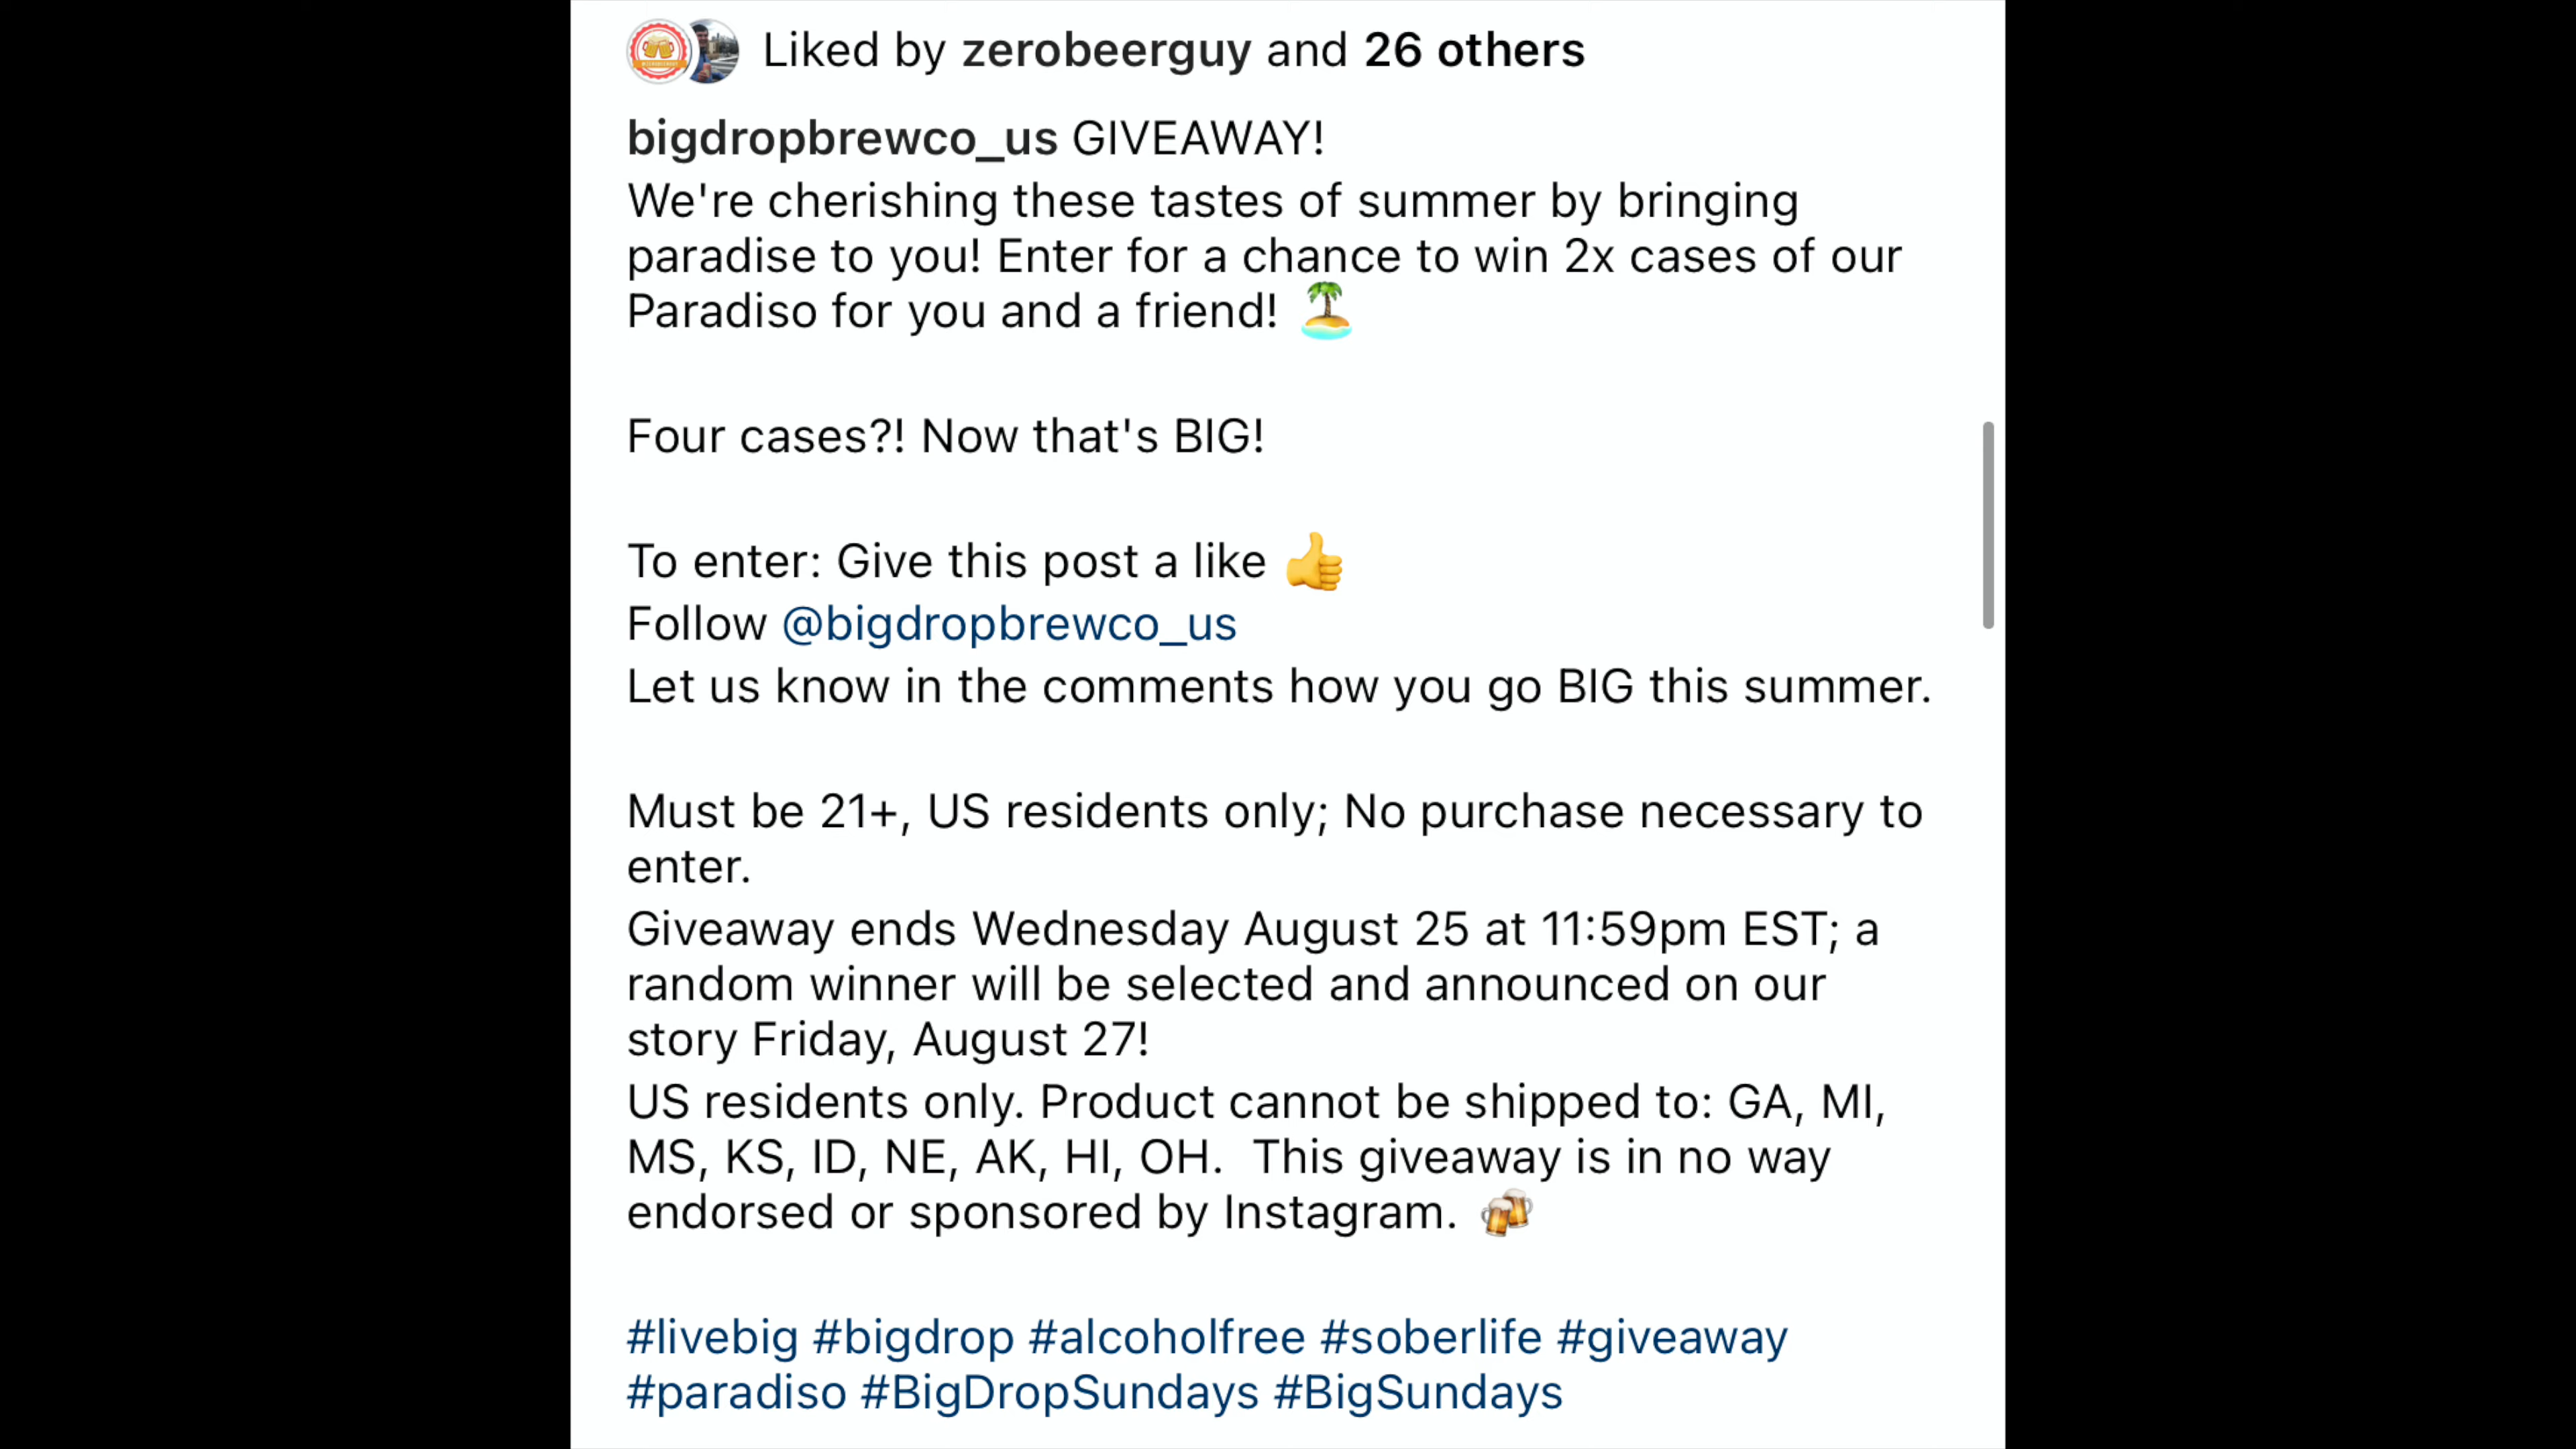 Liked by zerobeerguy and 26 others
bigdropbrewco_us GIVEAWAY!
We're cherishing these tastes of summer by bringing
paradise to you! Enter for a chance to win 2x cases of our
Paradiso for you and a friend! 🏝️
Four cases?! Now that's BIG!
To enter: Give this post a like 👍
Follow @bigdropbrewco_us
Let us know in the comments how you go BIG this summer.
Must be 21+, US residents only; No purchase necessary to
enter.
Giveaway ends Wednesday August 25 at 11:59pm EST; a
random winner will be selected and announced on our
story Friday, August 27!
US residents only. Product cannot be shipped to: GA, MI,
MS, KS, ID, NE, AK, HI, OH.  This giveaway is in no way
endorsed or sponsored by Instagram. 🍻
#livebig #bigdrop #alcoholfree #soberlife #giveaway
#paradiso #BigDropSundays #BigSundays